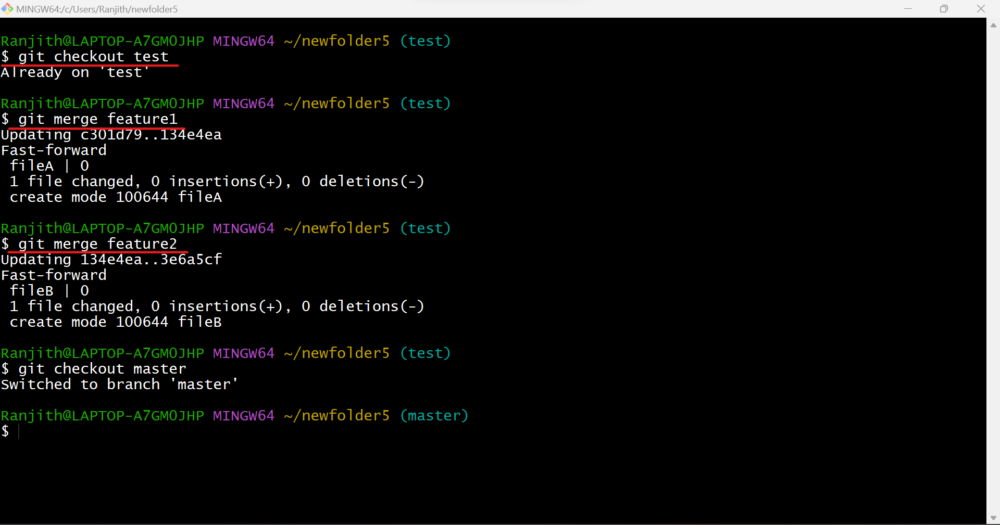 MINGW64:/c/Users/Ranjith/newfolder5
Ranjith@LAPTOP-A7GMOJHP MINGW64 ~/newfolder5 (test)
$ git checkout test
Already on 'test'
Ranjith@LAPTOP-A7GMOJHP MINGW64 ~/newfolder5 (test)
$ git merge feature1
Updating c301d79..134e4ea
Fast-forward
 fileA | 0
 1 file changed, 0 insertions(+), 0 deletions(-)
 create mode 100644 fileA
Ranjith@LAPTOP-A7GMOJHP MINGW64 ~/newfolder5 (test)
$ git merge feature2
Updating 134e4ea..3e6a5cf
Fast-forward
 fileB | 0
 1 file changed, 0 insertions(+), 0 deletions(-)
 create mode 100644 fileB
Ranjith@LAPTOP-A7GMOJHP MINGW64 ~/newfolder5 (test)
$ git checkout master
Switched to branch 'master'
Ranjith@LAPTOP-A7GMOJHP MINGW64 ~/newfolder5 (master)
$